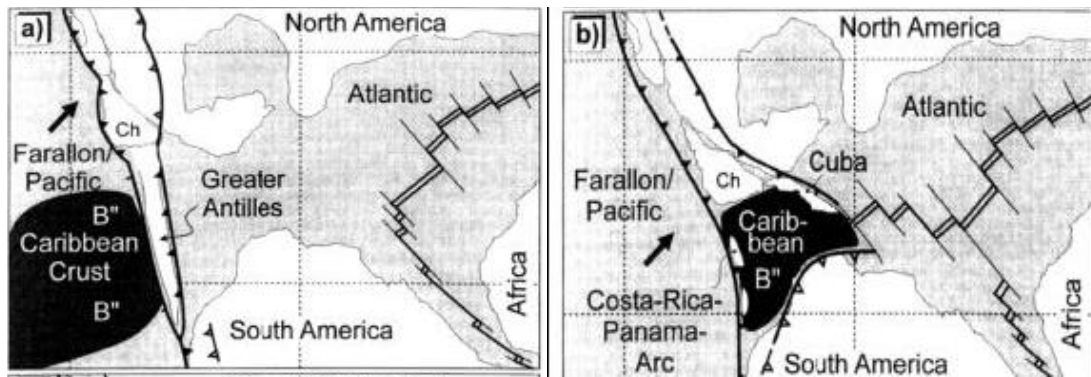 a)
North America
Atlantic
Ch
Farallon/
Pacific
Greater
Antilles
B"
Caribbean
Crust
B"
South America
Africa
b)
North America
Atlantic
Cuba
Farallon/
Pacific
Ch
Carib-
bean
B"
Costa-Rica-
Panama-
Arc
South America
Africa